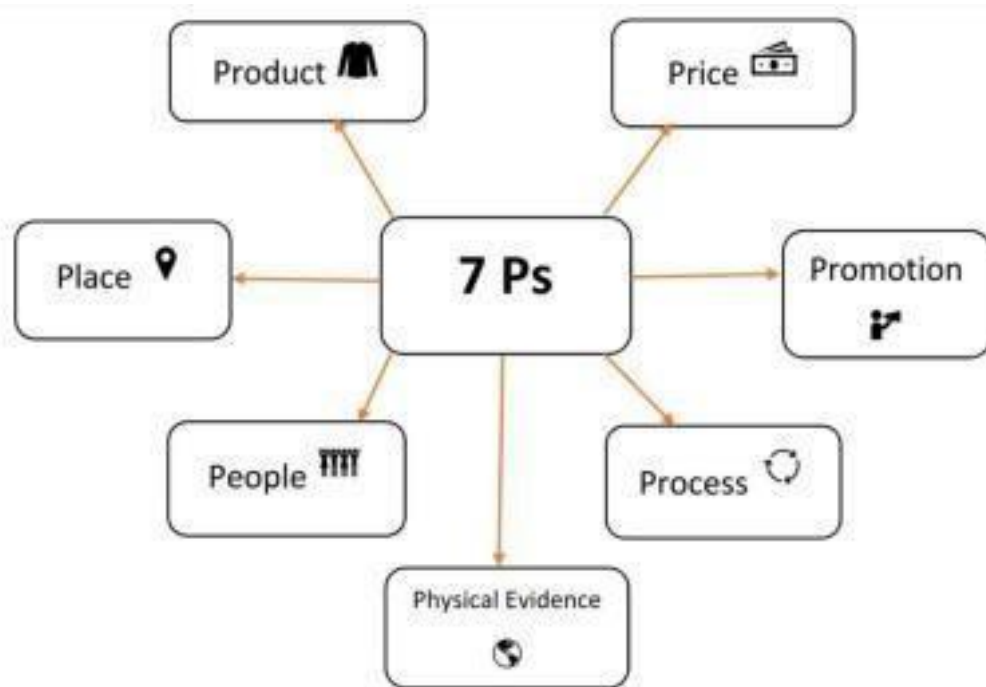 Product
Price
Place
7 Ps
Promotion
People
Process
Physical Evidence